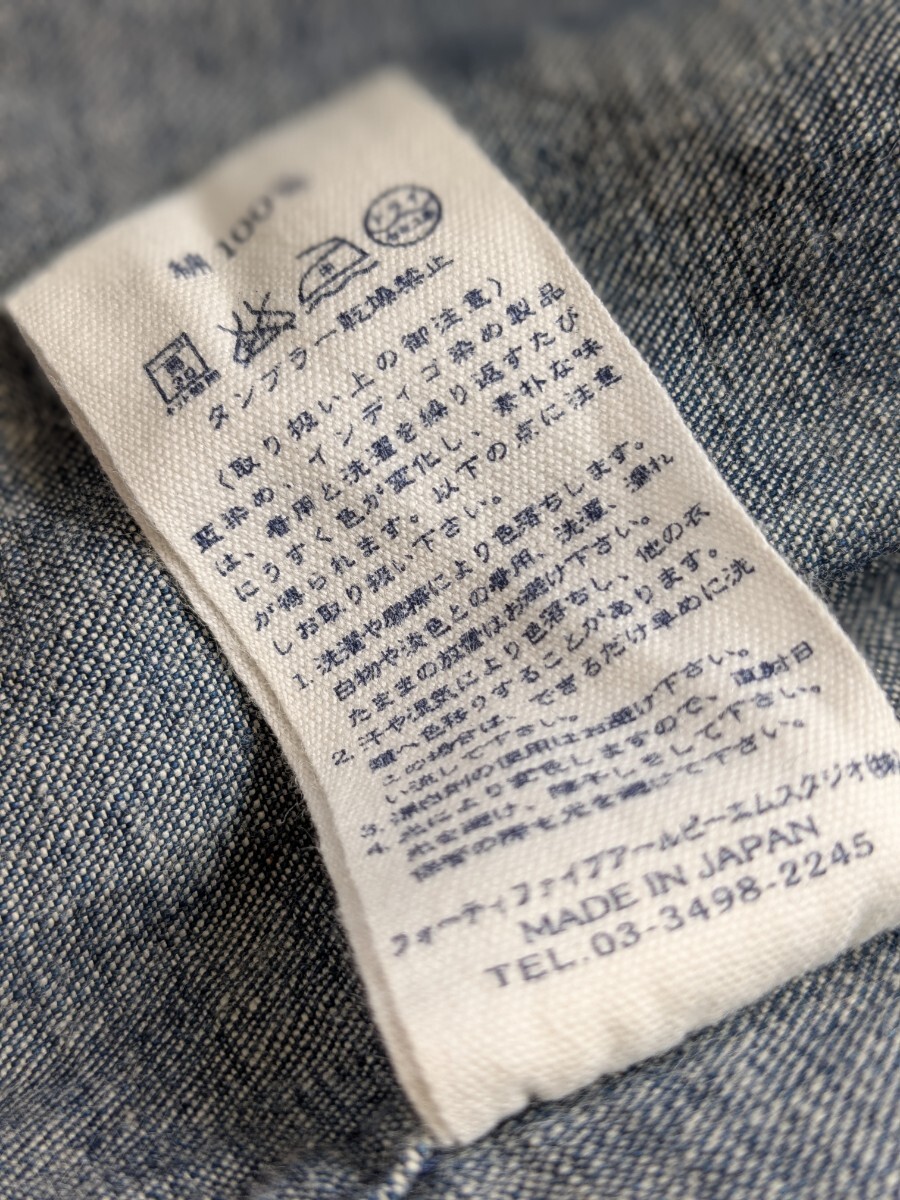 綿 100%
ドライ
中
タンブラー乾燥禁止
〈取り扱い上の御注意〉
藍染め、インディゴ染め製品
は、着用と洗濯を繰り返すたび
にうすく色が変化し、素朴な味
が得られます。以下の点に注意
しお取り扱い下さい。
1. 洗濯や摩擦により色落ちします。
白物や淡色との着用、洗濯、濡れ
たままの放置はお避け下さい。
2. 汗や湿気により色落ちし、他の衣
類へ色移りすることがあります。
この場合は、できるだけ早めに洗
い流して下さい。
3. 漂白剤の使用はお避け下さい。
4. 光により変色しますので、直射日
光を避け、陰干しをして下さい。
保管の際も光を避けて下さい。
フォーティファイブアールピーエムスタジオ㈱
MADE IN JAPAN
TEL.03-3498-2245